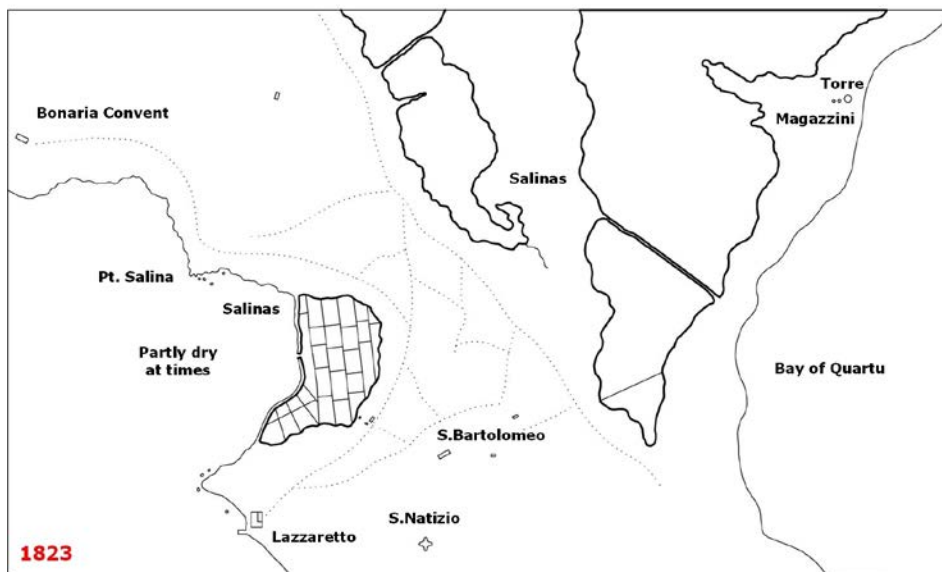 Torre
Bonaria Convent
Magazzini
Salinas
Pt. Salina
Salinas
Partly dry
at times
Bay of Quartu
S.Bartolomeo
S.Natizio
Lazzaretto
1823